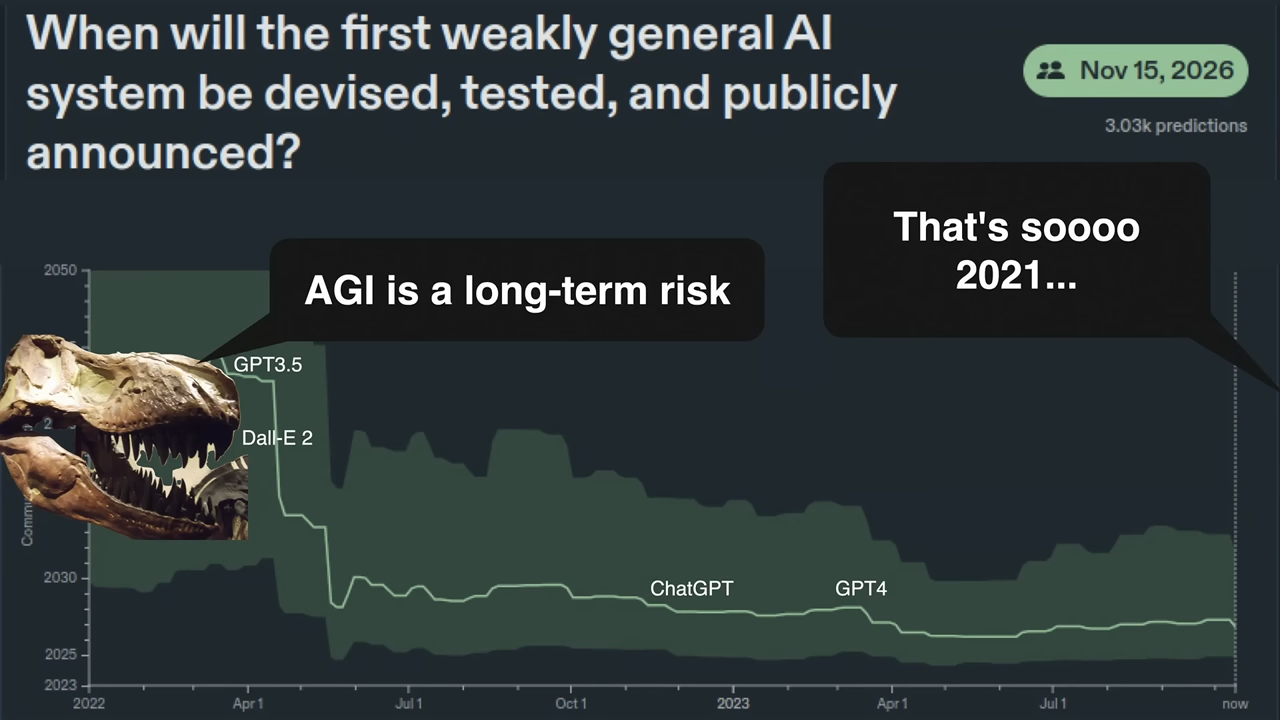 When will the first weakly general AI
system be devised, tested, and publicly
announced?
Nov 15, 2026
3.03k predictions
That's soooo
2021...
AGI is a long-term risk
2050
GPT3.5
2
Dall-E 2
2030
ChatGPT
GPT4
2025
2023
2022
Apr 1
Jul 1
Oct 1
2023
Apr 1
Jul 1
now